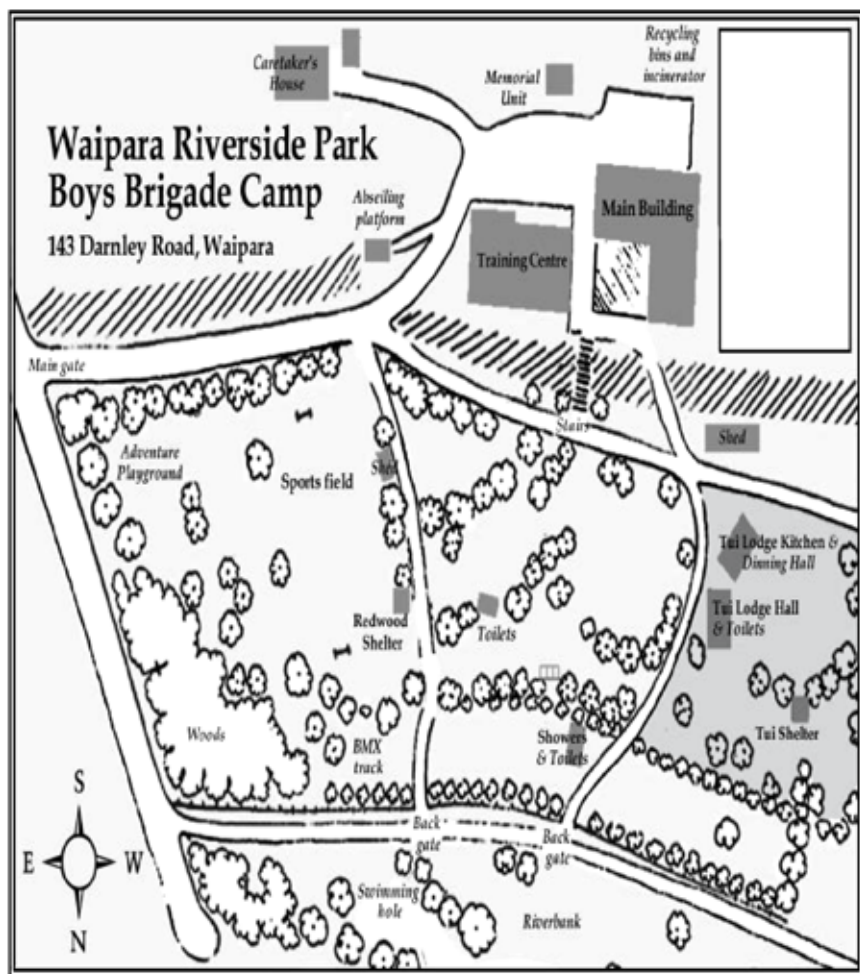 Caretaker's
House
Memorial
Unit
Recycling
bins and
incinerator
Waipara Riverside Park
Boys Brigade Camp
143 Darnley Road, Waipara
Abseiling
platform
Main Building
Training Centre
Main gate
Stairs
Shed
Adventure
Playground
Sports field
Shed
Tui Lodge Kitchen &
Dinning Hall
Tui Lodge Hall
& Toilets
Redwood
Shelter
Toilets
Woods
BMX
track
Showers
& Toilets
Tui Shelter
S
E W
N
Back
gate
Back
gate
Swimming
hole
Riverbank